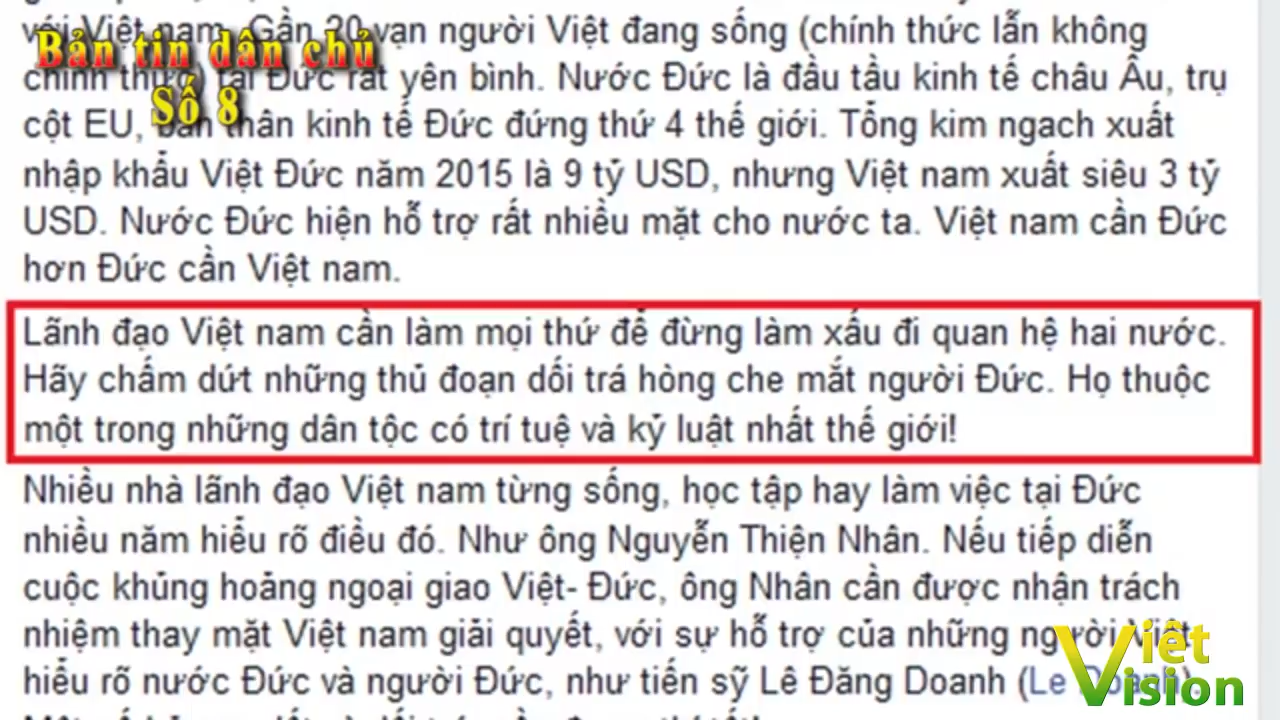 với Việt nam. Gần 20 vạn người Việt đang sống (chính thức lẫn không
Bản tin dân chủ
chính thức) tại Đức rất yên bình. Nước Đức là đầu tầu kinh tế châu Âu, trụ
Số 8
cột EU, bản thân kinh tế Đức đứng thứ 4 thế giới. Tổng kim ngạch xuất
nhập khẩu Việt Đức năm 2015 là 9 tỷ USD, nhưng Việt nam xuất siêu 3 tỷ
USD. Nước Đức hiện hỗ trợ rất nhiều mặt cho nước ta. Việt nam cần Đức
hơn Đức cần Việt nam.
Lãnh đạo Việt nam cần làm mọi thứ để đừng làm xấu đi quan hệ hai nước.
Hãy chấm dứt những thủ đoạn dối trá hòng che mắt người Đức. Họ thuộc
một trong những dân tộc có trí tuệ và kỷ luật nhất thế giới!
Nhiều nhà lãnh đạo Việt nam từng sống, học tập hay làm việc tại Đức
nhiều năm hiểu rõ điều đó. Như ông Nguyễn Thiện Nhân. Nếu tiếp diễn
cuộc khủng hoảng ngoại giao Việt- Đức, ông Nhân cần được nhận trách
nhiệm thay mặt Việt nam giải quyết, với sự hỗ trợ của những người Việt
hiểu rõ nước Đức và người Đức, như tiến sỹ Lê Đăng Doanh (Le
Việt
Vision